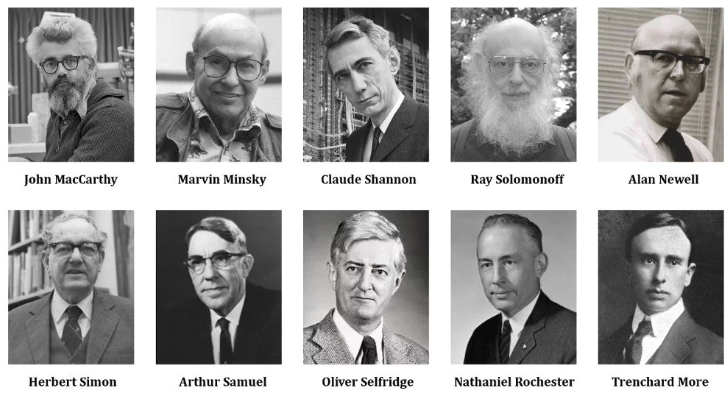 John MacCarthy
Marvin Minsky
Claude Shannon
Ray Solomonoff
Alan Newell
Herbert Simon
Arthur Samuel
Oliver Selfridge
Nathaniel Rochester
Trenchard More